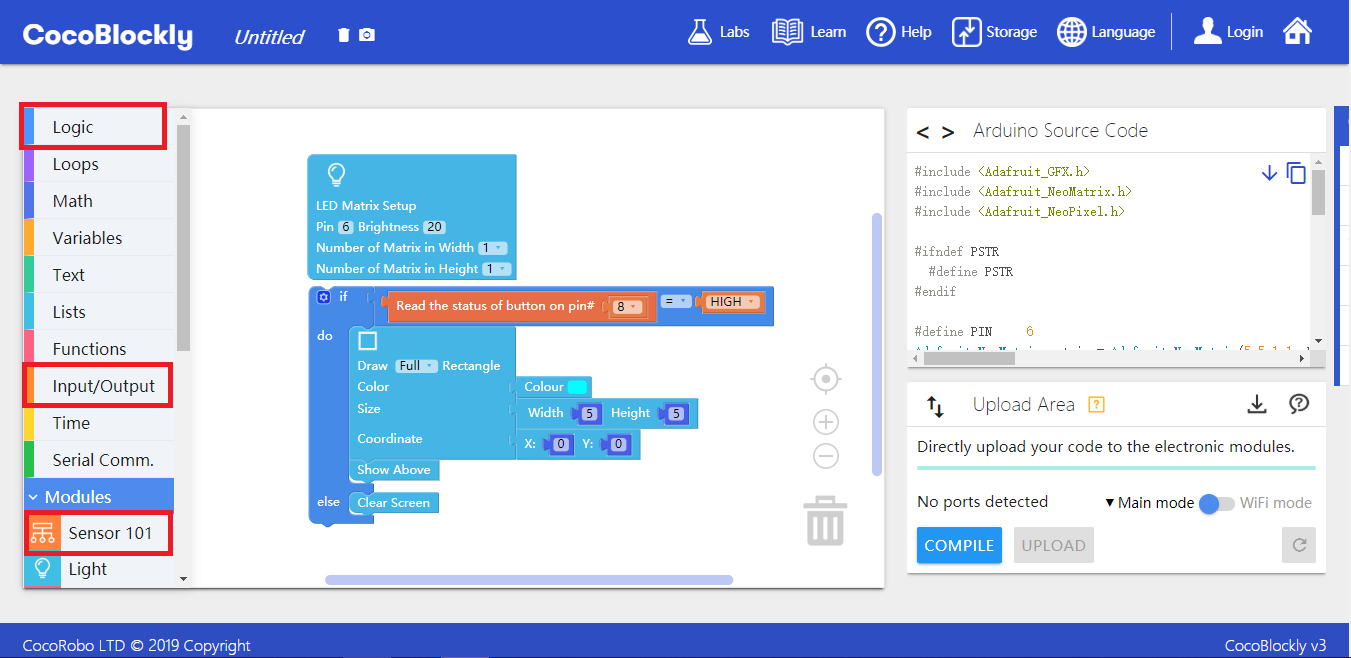 CocoBlockly
Untitled
Labs
Learn
Help
Storage
Language
Login
Logic
Loops
Math
Variables
Text
Lists
Functions
Input/Output
Time
Serial Comm.
Modules
Sensor 101
Light
LED Matrix Setup
Pin 6 Brightness 20
Number of Matrix in Width 1
Number of Matrix in Height 1
if Read the status of button on pin# 8 = HIGH
do
Draw Full Rectangle
Color Colour
Size Width 5 Height 5
Coordinate X: 0 Y: 0
Show Above
else Clear Screen
< > Arduino Source Code
#include <Adafruit_GFX.h>
#include <Adafruit_NeoMatrix.h>
#include <Adafruit_NeoPixel.h>
#ifndef PSTR
#define PSTR
#endif
#define PIN 6
Upload Area ?
Directly upload your code to the electronic modules.
No ports detected
Main mode
WiFi mode
COMPILE
UPLOAD
CocoRobo LTD © 2019 Copyright
CocoBlockly v3